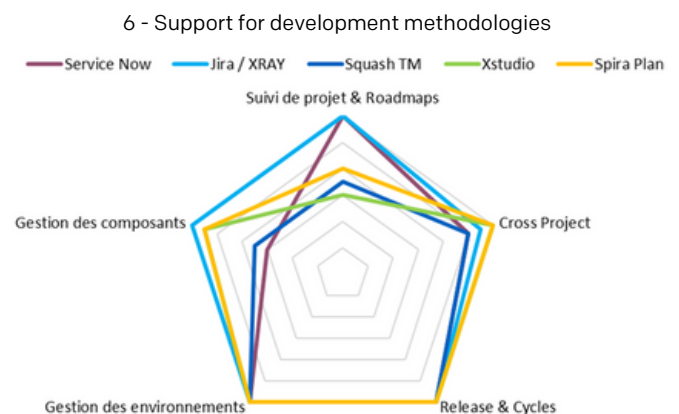 6 - Support for development methodologies
Service Now Jira / XRAY Squash TM Xstudio Spira Plan
Suivi de projet & Roadmaps
Gestion des composants Cross Project
Gestion des environnements Release & Cycles